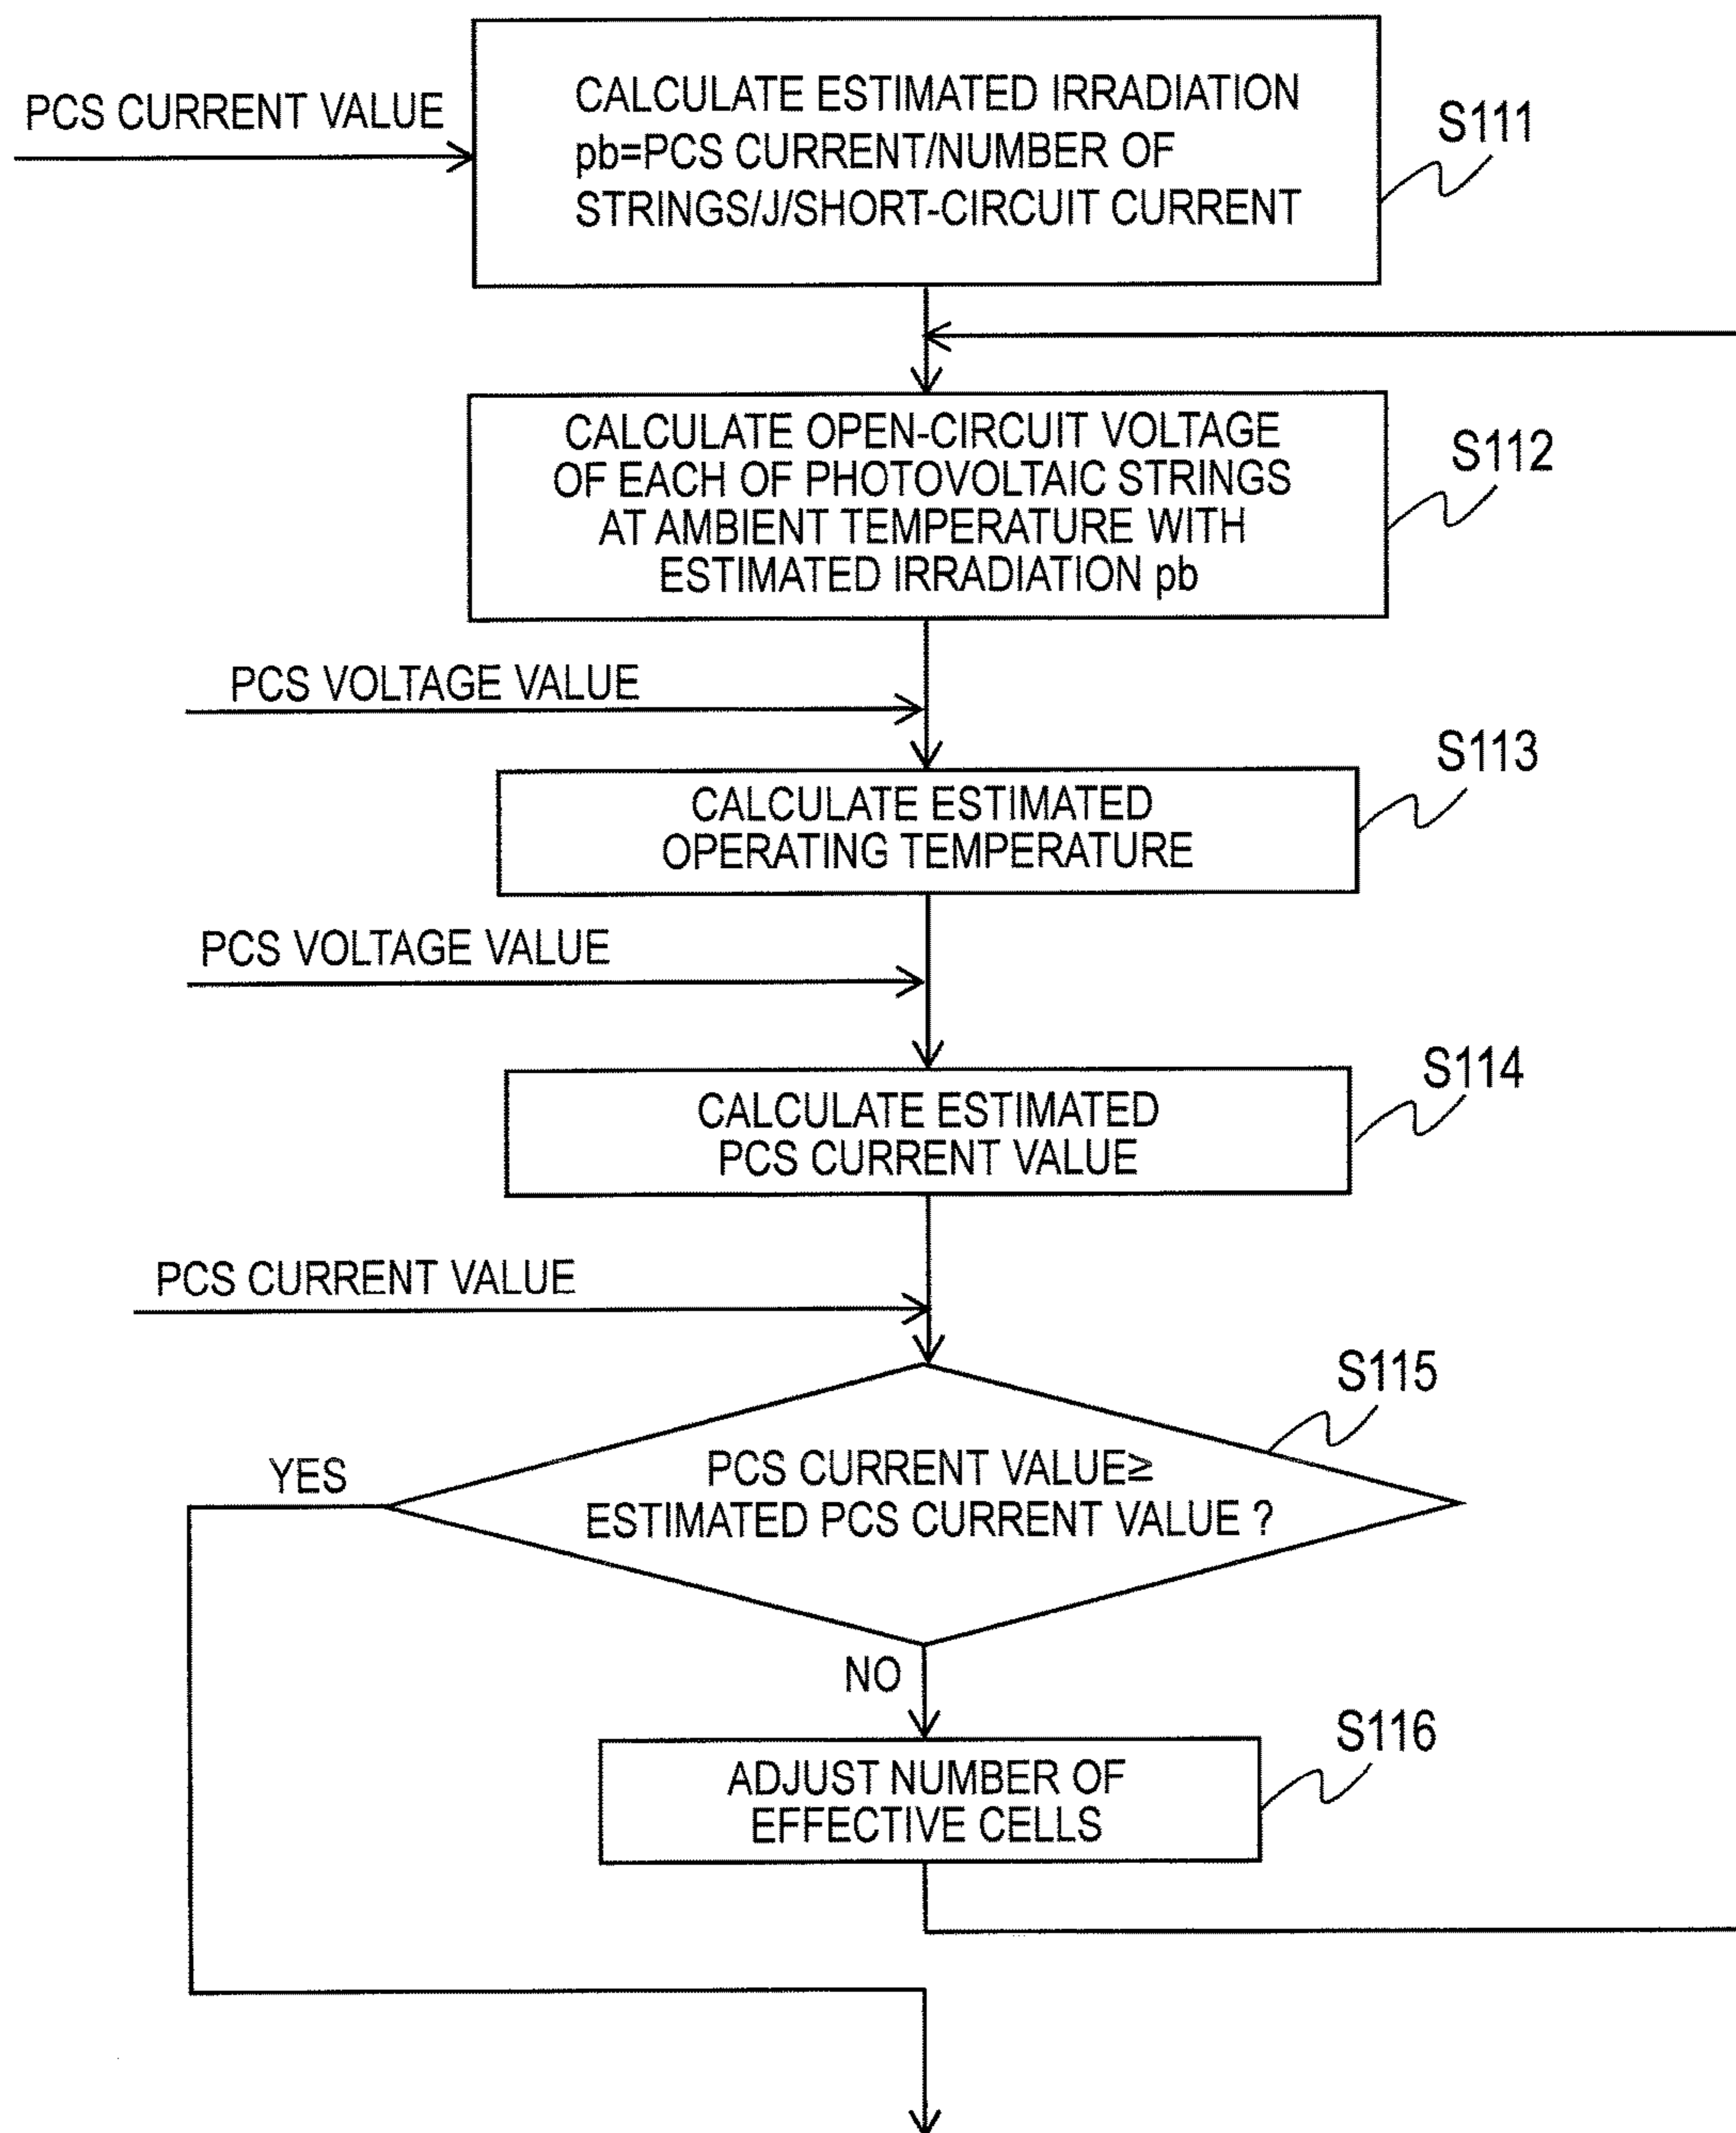 PCS CURRENT VALUE
CALCULATE ESTIMATED IRRADIATION
pb=PCS CURRENT/NUMBER OF
STRINGS/J/SHORT-CIRCUIT CURRENT
S111
CALCULATE OPEN-CIRCUIT VOLTAGE
OF EACH OF PHOTOVOLTAIC STRINGS
AT AMBIENT TEMPERATURE WITH
ESTIMATED IRRADIATION pb
S112
PCS VOLTAGE VALUE
CALCULATE ESTIMATED
OPERATING TEMPERATURE
S113
PCS VOLTAGE VALUE
CALCULATE ESTIMATED
PCS CURRENT VALUE
S114
PCS CURRENT VALUE
S115
PCS CURRENT VALUE≥
ESTIMATED PCS CURRENT VALUE ?
YES
NO
ADJUST NUMBER OF
EFFECTIVE CELLS
S116